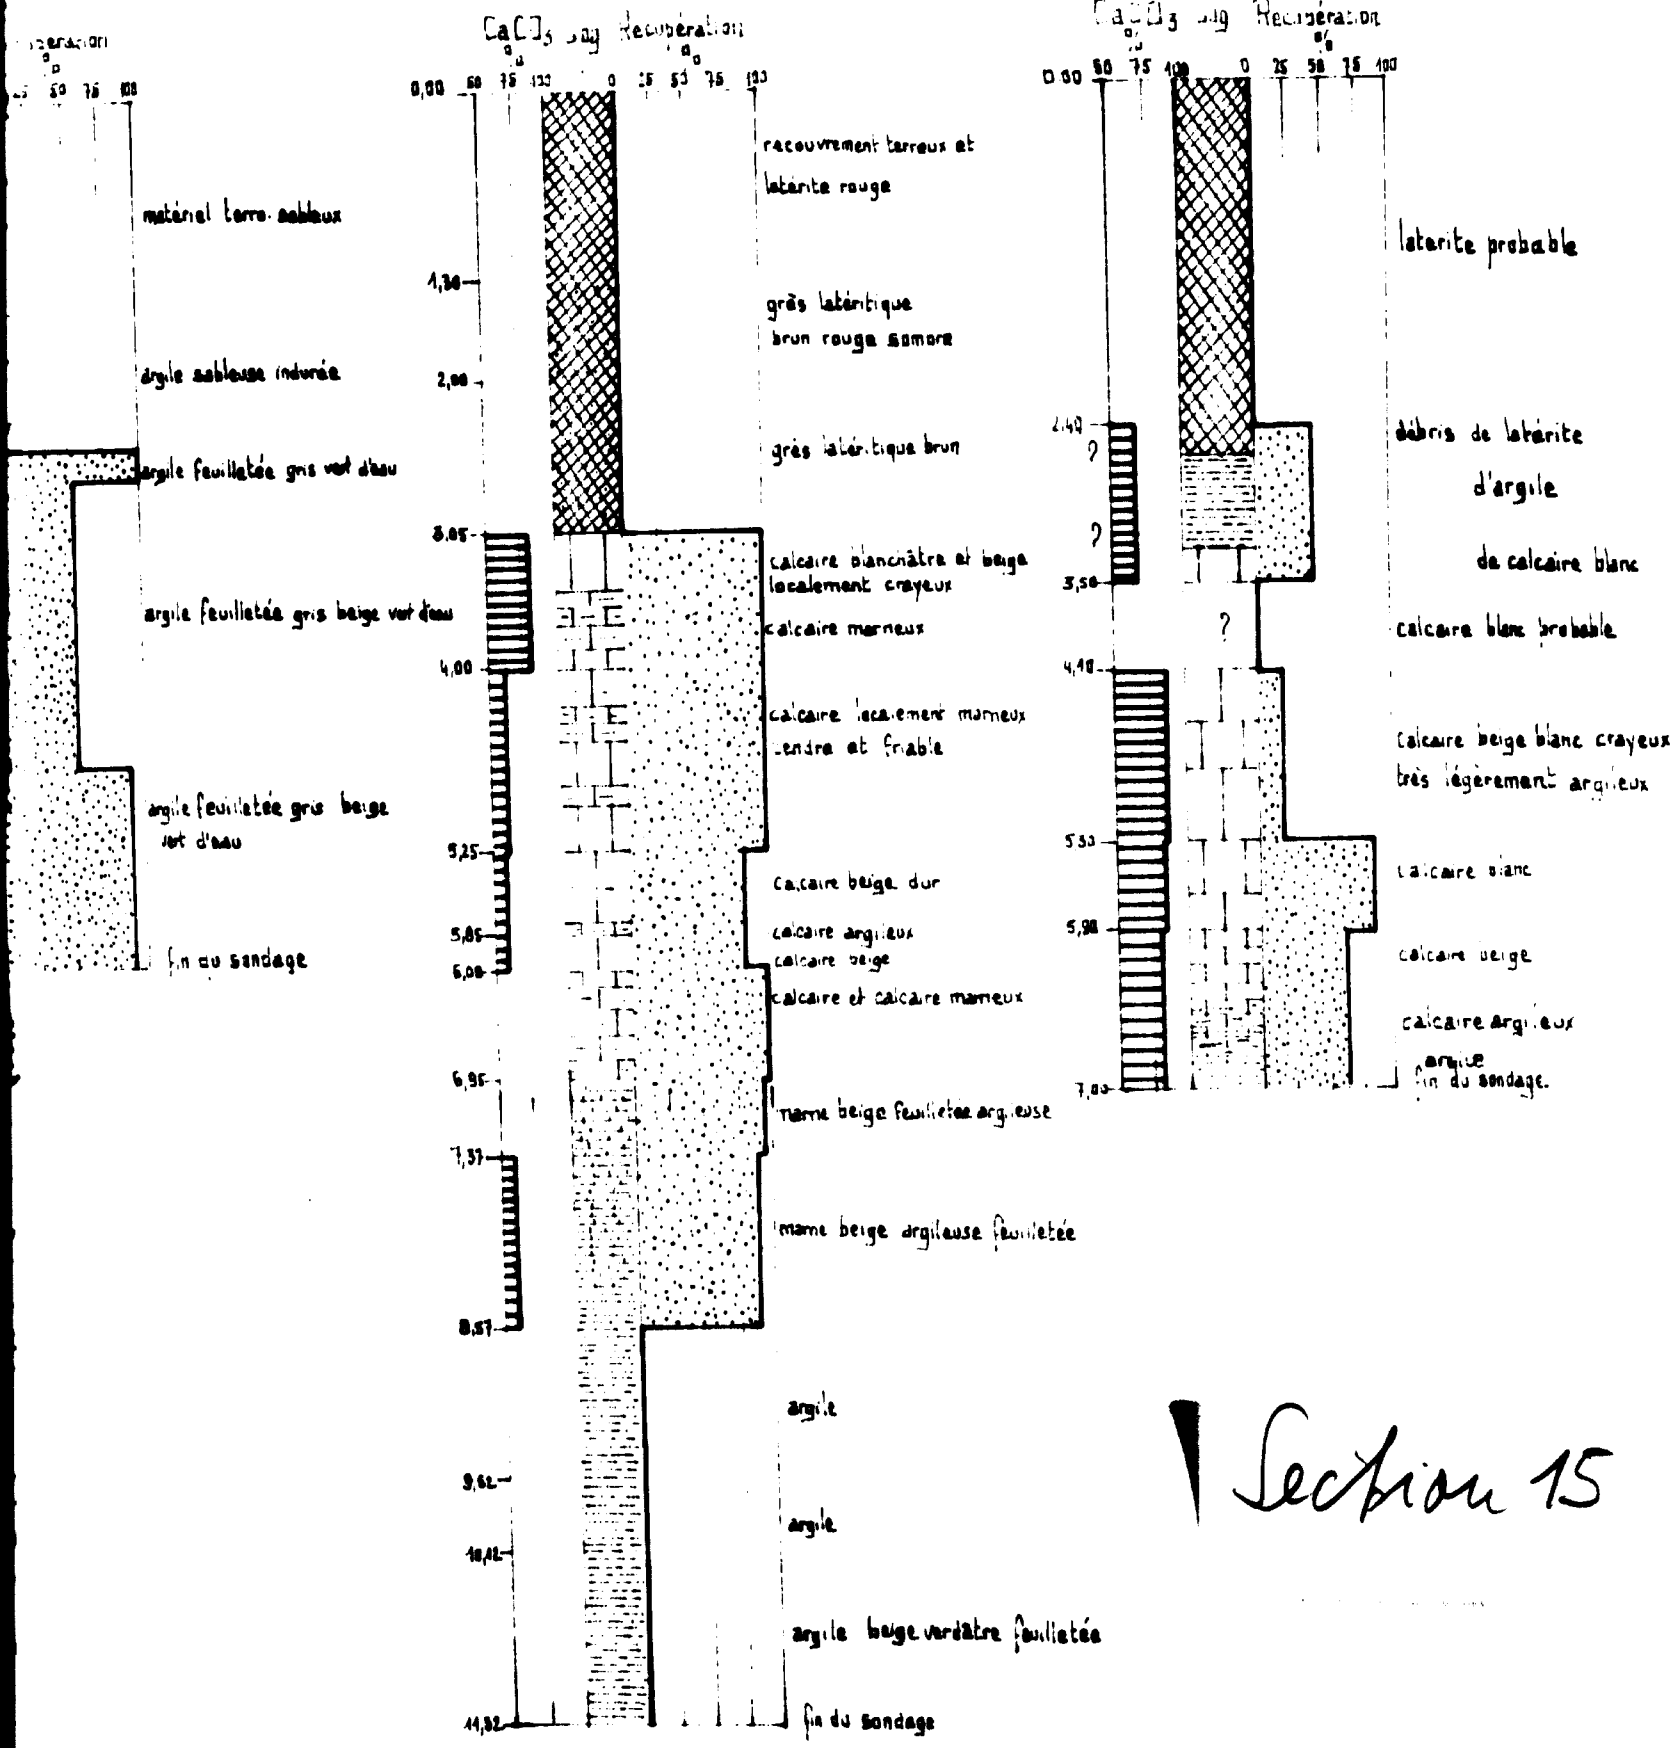 CaCO3 Log Récupération
% %
25 50 75 100
matériel terro-sableux
argile sableuse indurée
argile feuilletée gris vert d'eau
argile feuilletée gris beige vert d'eau
argile feuilletée gris beige
vert d'eau
fin du sondage
0,00 50 75 100 0 25 50 75 100
recouvrement terreux et
latérite rouge
1,30
grès latéritique
brun rouge sombre
2,00
grès latéritique brun
3,05
calcaire blanchâtre et beige
localement crayeux
calcaire marneux
4,00
calcaire localement marneux
tendre et friable
5,25
calcaire beige dur
5,85
calcaire argileux
calcaire beige
6,08
calcaire et calcaire marneux
6,95
marne beige feuilletée argileuse
7,37
marne beige argileuse feuilletée
8,57
argile
9,62
argile
10,12
argile beige verdâtre feuilletée
11,32
fin du sondage
CaCO3 Log Récupération
% %
0.00 50 75 100 0 25 50 75 100
latérite probable
2,40
?
débris de latérite
d'argile
?
de calcaire blanc
3,50
?
calcaire blanc probable
4,10
calcaire beige blanc crayeux
très légèrement argileux
5,30
calcaire blanc
5,90
calcaire beige
calcaire argileux
argile
7,00
fin du sondage.
Section 15